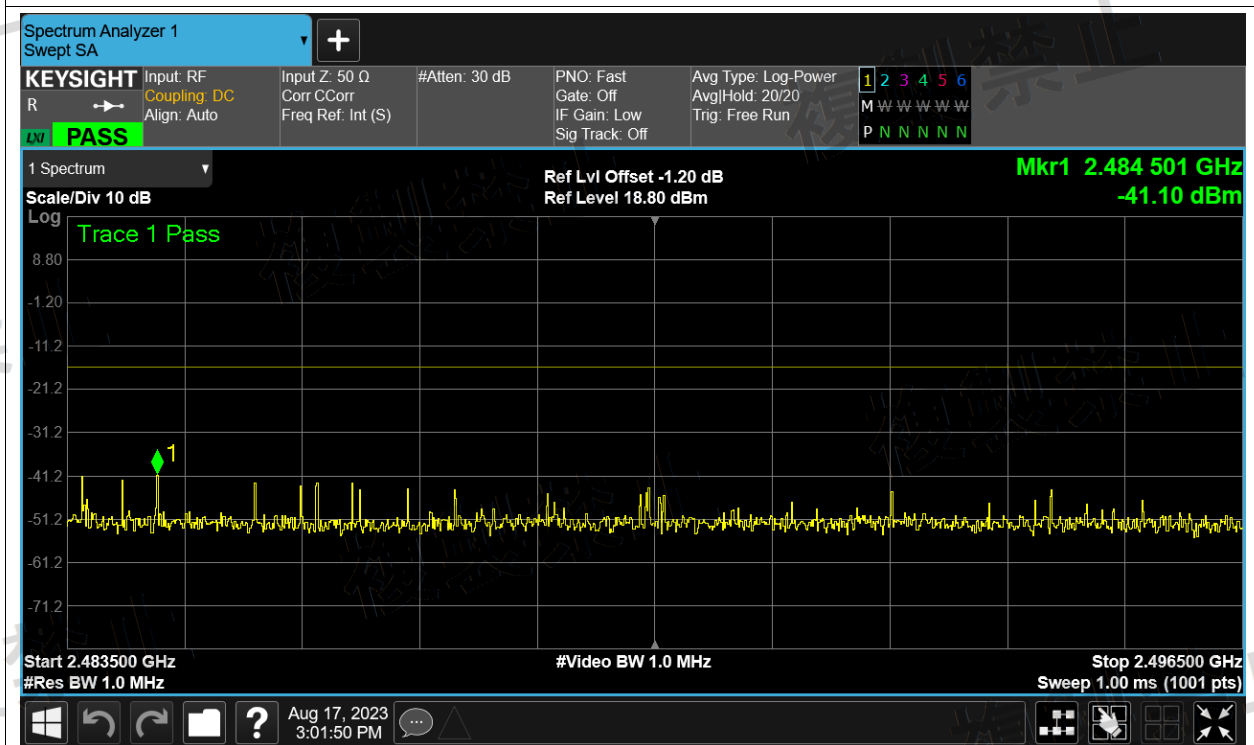 Spectrum Analyzer 1
Swept SA
KEYSIGHT
R
LXI
PASS
Input: RF
Coupling: DC
Align: Auto
Input Z: 50 Ω
Corr CCorr
Freq Ref: Int (S)
#Atten: 30 dB
PNO: Fast
Gate: Off
IF Gain: Low
Sig Track: Off
Avg Type: Log-Power
Avg|Hold: 20/20
Trig: Free Run
1 2 3 4 5 6
M W W W W W
P N N N N N
1 Spectrum
Scale/Div 10 dB
Ref Lvl Offset -1.20 dB
Ref Level 18.80 dBm
Mkr1 2.484 501 GHz
-41.10 dBm
Log
Trace 1 Pass
8.80
-1.20
-11.2
-21.2
-31.2
1
-41.2
-51.2
-61.2
-71.2
Start 2.483500 GHz
#Video BW 1.0 MHz
Stop 2.496500 GHz
#Res BW 1.0 MHz
Sweep 1.00 ms (1001 pts)
?
Aug 17, 2023
3:01:50 PM